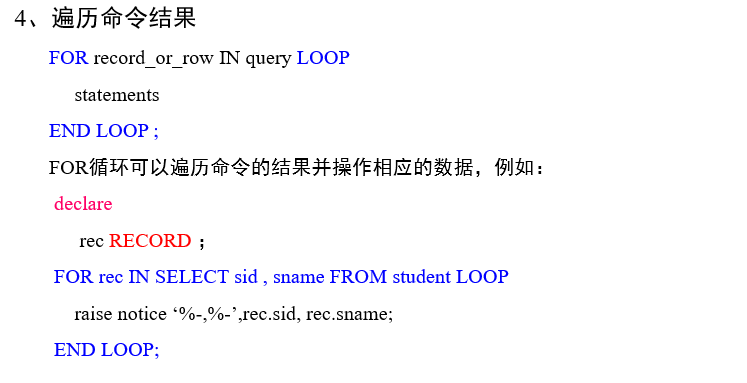 4、遍历命令结果
FOR record_or_row IN query LOOP
statements
END LOOP ;
FOR循环可以遍历命令的结果并操作相应的数据，例如：
declare
rec RECORD ；
FOR rec IN SELECT sid , sname FROM student LOOP
raise notice ‘%-,%-’,rec.sid, rec.sname;
END LOOP;